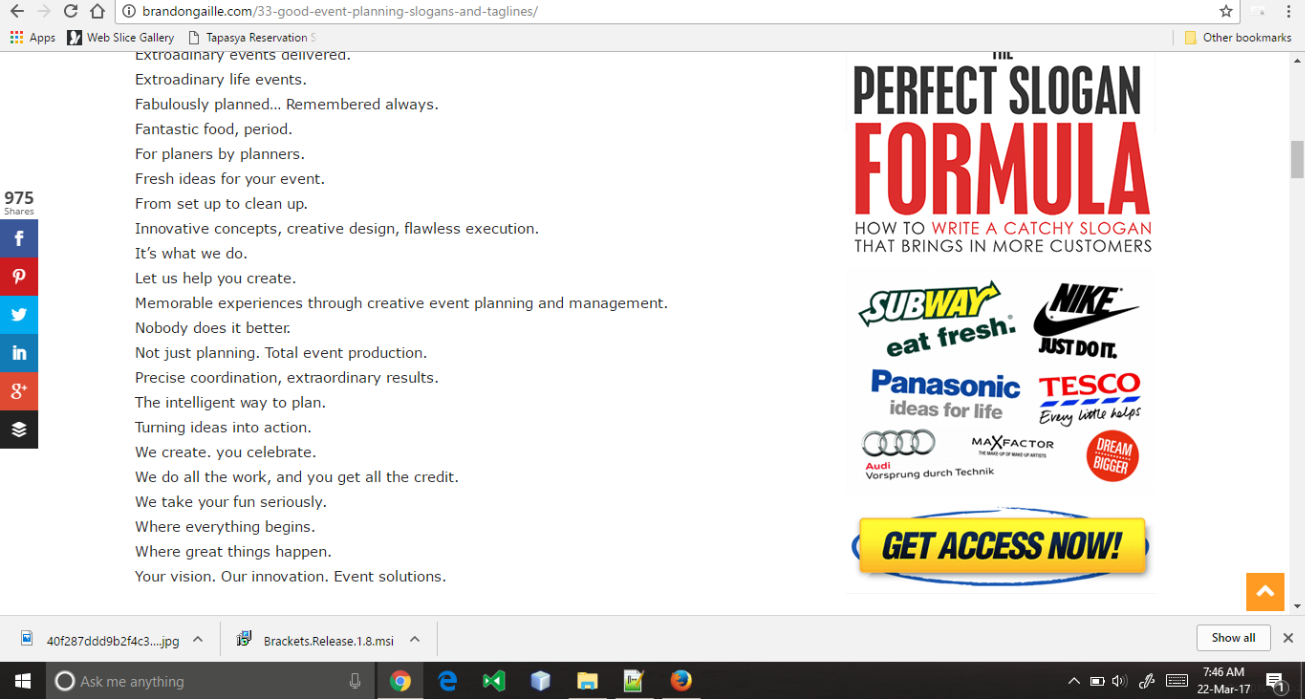 brandongaille.com/33-good-event-planning-slogans-and-taglines/
Apps Web Slice Gallery Tapasya Reservation S Other bookmarks
Extroadinary events delivered.
Extroadinary life events.
Fabulously planned... Remembered always.
Fantastic food, period.
For planers by planners.
Fresh ideas for your event.
From set up to clean up.
Innovative concepts, creative design, flawless execution.
It's what we do.
Let us help you create.
Memorable experiences through creative event planning and management.
Nobody does it better.
Not just planning. Total event production.
Precise coordination, extraordinary results.
The intelligent way to plan.
Turning ideas into action.
We create. you celebrate.
We do all the work, and you get all the credit.
We take your fun seriously.
Where everything begins.
Where great things happen.
Your vision. Our innovation. Event solutions.
975
Shares
THE
PERFECT SLOGAN
FORMULA
HOW TO WRITE A CATCHY SLOGAN
THAT BRINGS IN MORE CUSTOMERS
SUBWAY
eat fresh.
NIKE
JUST DO IT.
Panasonic
ideas for life
TESCO
Every little helps
Audi
Vorsprung durch Technik
MAXFACTOR
THE MAKE-UP OF MAKE-UP ARTISTS
DREAM
BIGGER
GET ACCESS NOW!
40f287ddd9b2f4c3....jpg Brackets.Release.1.8.msi Show all
Ask me anything
7:46 AM
22-Mar-17
1